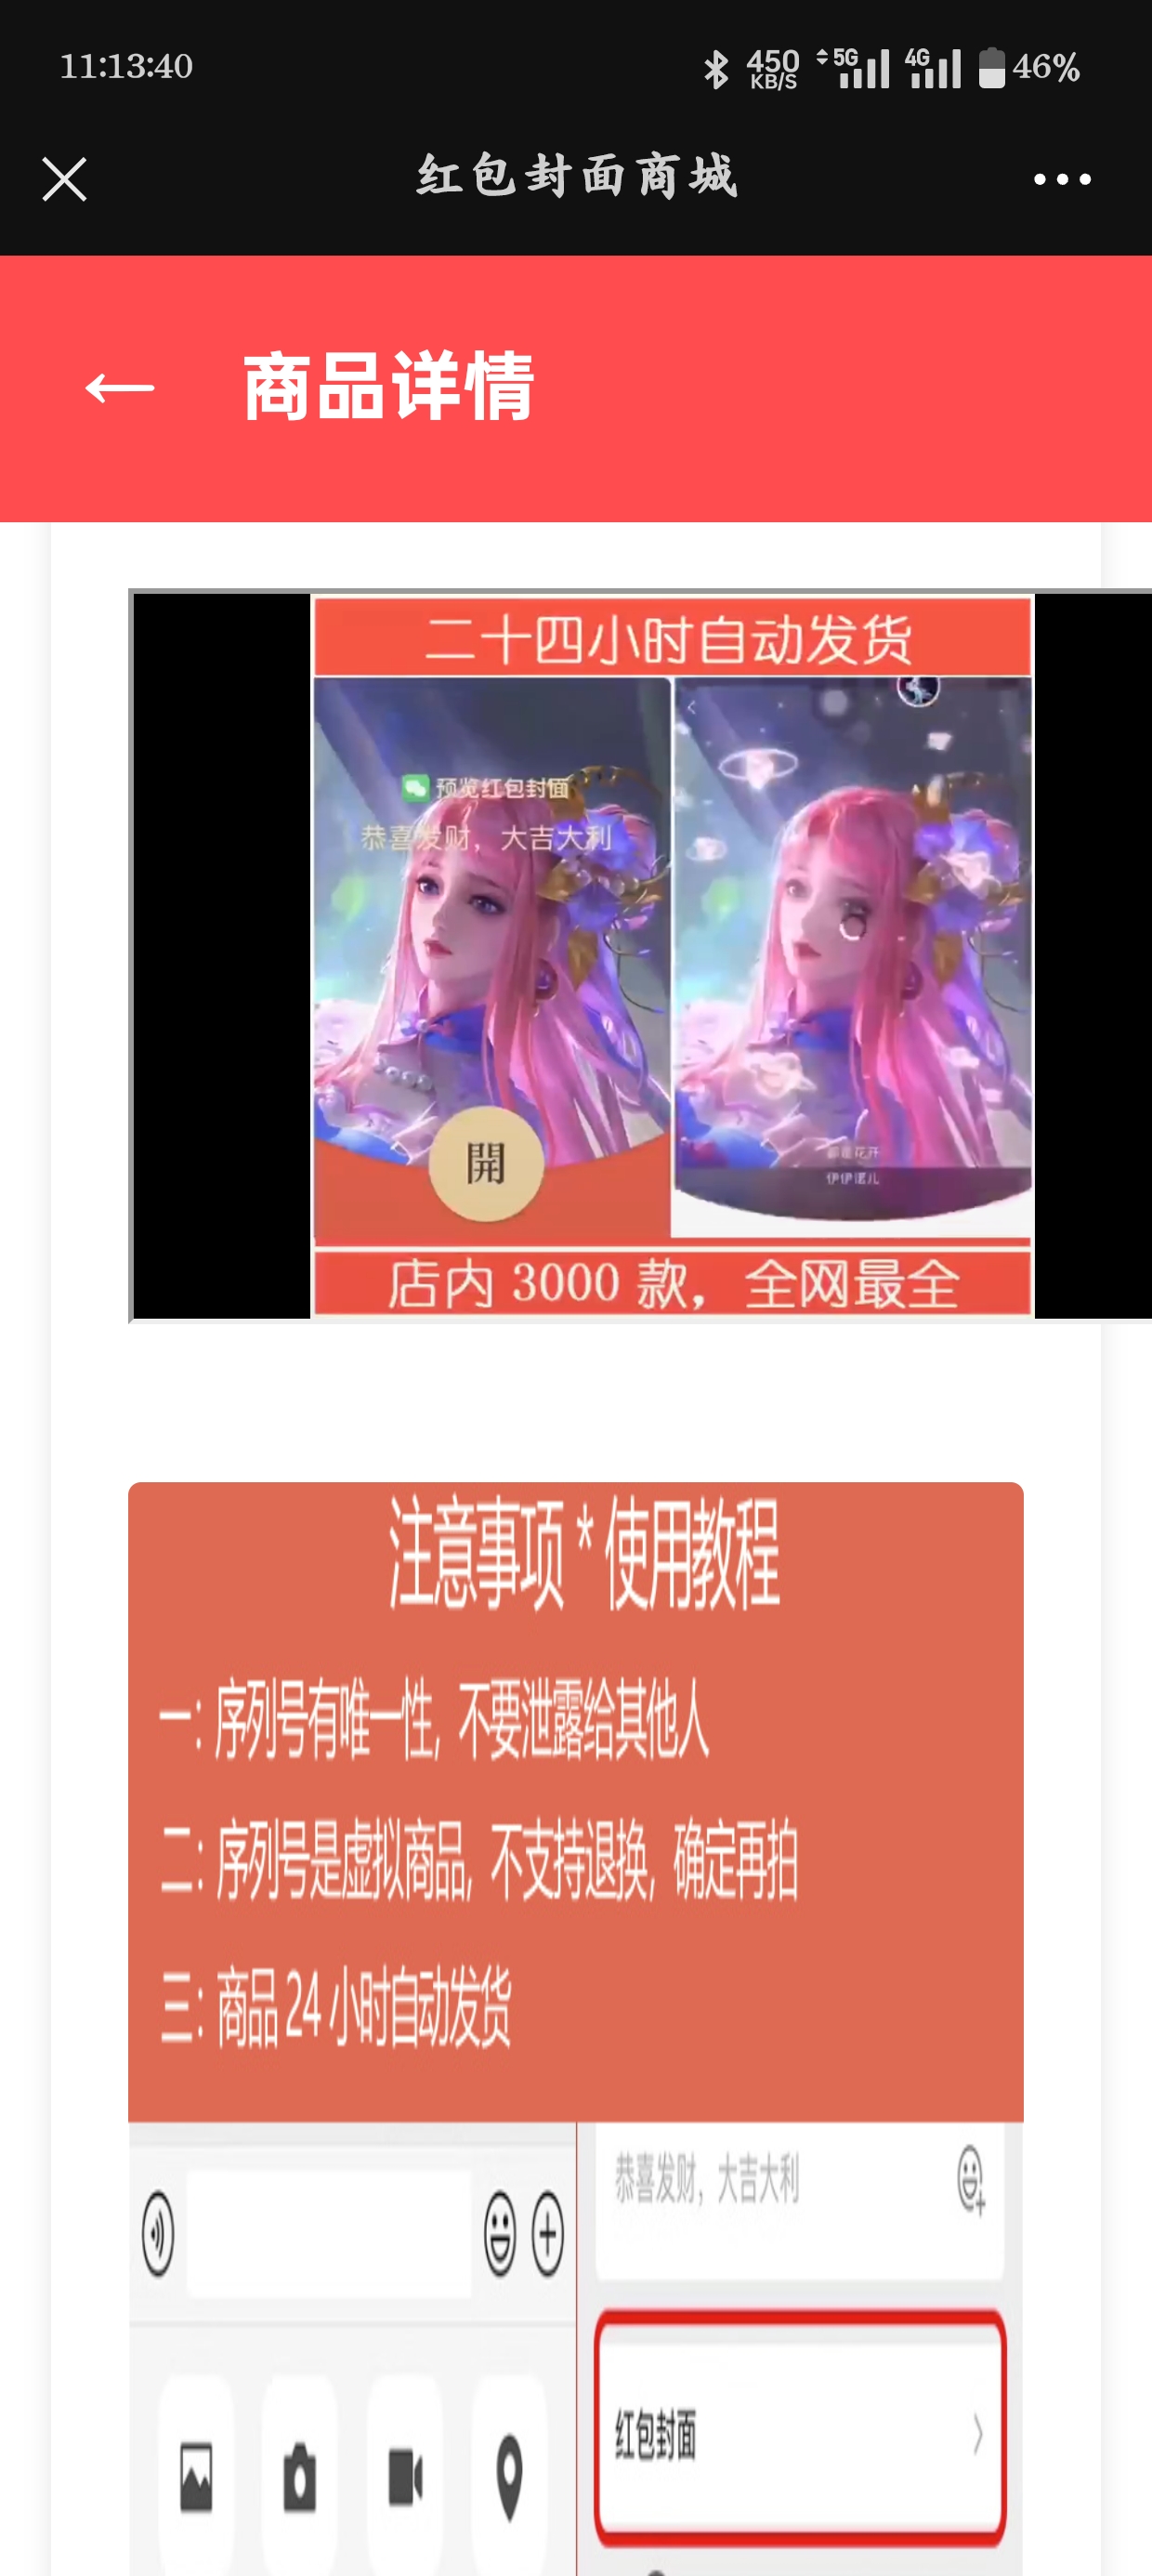 11:13:40
450 KB/S 5G 4G 46%
红包封面商城
商品详情
二十四小时自动发货
预览红包封面
恭喜发财，大吉大利
開
伊伊诺儿
店内 3000 款，全网最全
注意事项 * 使用教程
一：序列号有唯一性，不要泄露给其他人
二：序列号是虚拟商品，不支持退换，确定再拍
三：商品 24 小时自动发货
恭喜发财，大吉大利
红包封面